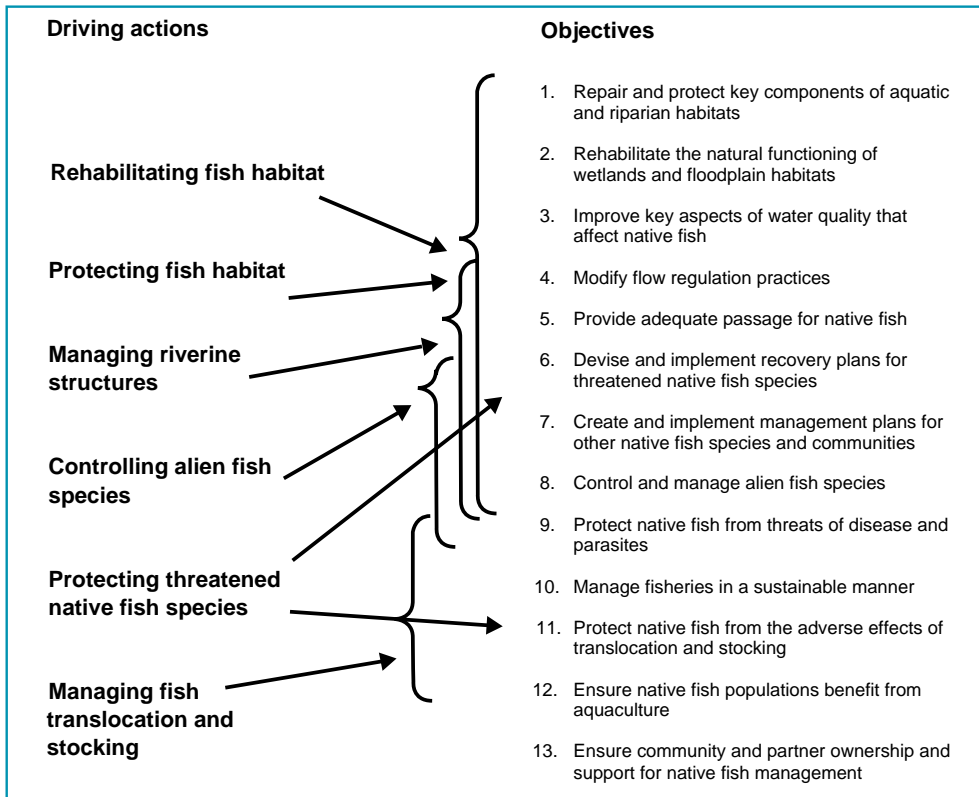 Driving actions
Rehabilitating fish habitat
Protecting fish habitat
Managing riverine
structures
Controlling alien fish
species
Protecting threatened
native fish species
Managing fish
translocation and
stocking
Objectives
1. Repair and protect key components of aquatic
and riparian habitats
2. Rehabilitate the natural functioning of
wetlands and floodplain habitats
3. Improve key aspects of water quality that
affect native fish
4. Modify flow regulation practices
5. Provide adequate passage for native fish
6. Devise and implement recovery plans for
threatened native fish species
7. Create and implement management plans for
other native fish species and communities
8. Control and manage alien fish species
9. Protect native fish from threats of disease and
parasites
10. Manage fisheries in a sustainable manner
11. Protect native fish from the adverse effects of
translocation and stocking
12. Ensure native fish populations benefit from
aquaculture
13. Ensure community and partner ownership and
support for native fish management